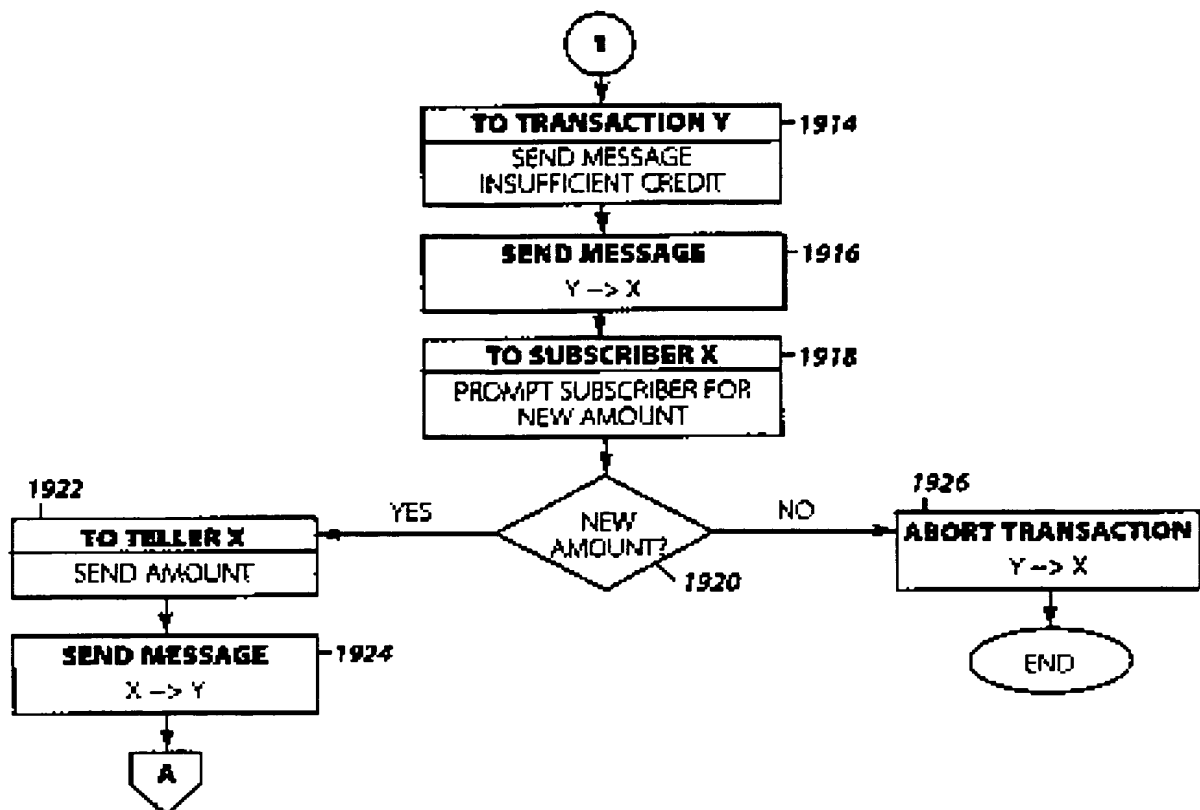 1
TO TRANSACTION Y
1914
SEND MESSAGE
INSUFFICIENT CREDIT
SEND MESSAGE
1916
Y --> X
TO SUBSCRIBER X
1918
PROMPT SUBSCRIBER FOR
NEW AMOUNT
1922
YES
NEW
AMOUNT?
1920
NO
1926
TO TELLER X
SEND AMOUNT
ABORT TRANSACTION
Y --> X
SEND MESSAGE
1924
X --> Y
END
A